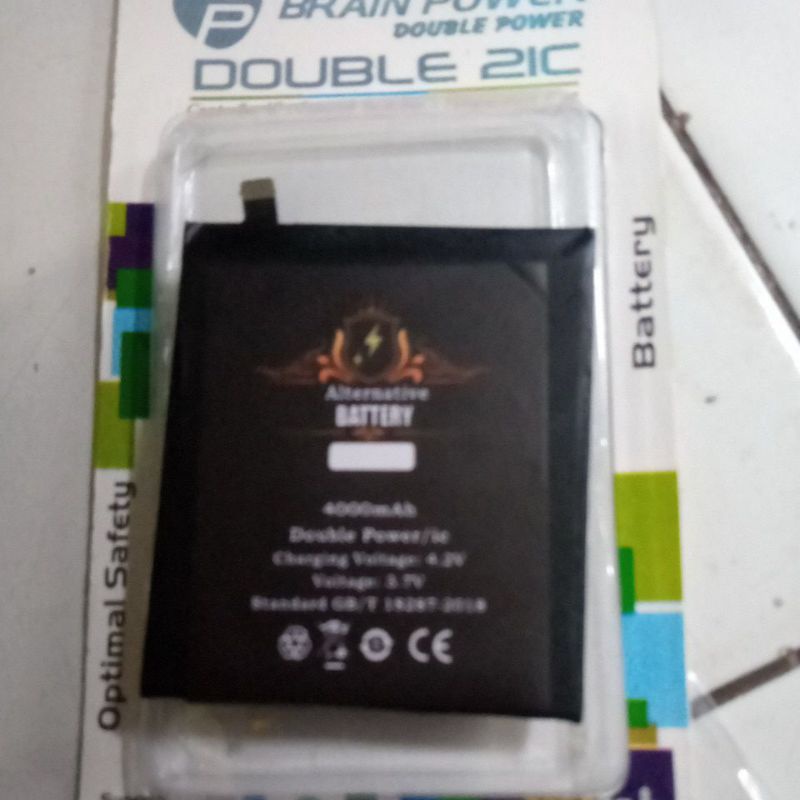 BRAIN POWER
DOUBLE POWER
DOUBLE 2IC
Battery
Optimal Safety
Alternative
BATTERY
4000mAh
Double Power/ic
Charging Voltage: 4.2V
Voltage: 3.7V
Standard GB/T 18287-2018
CE